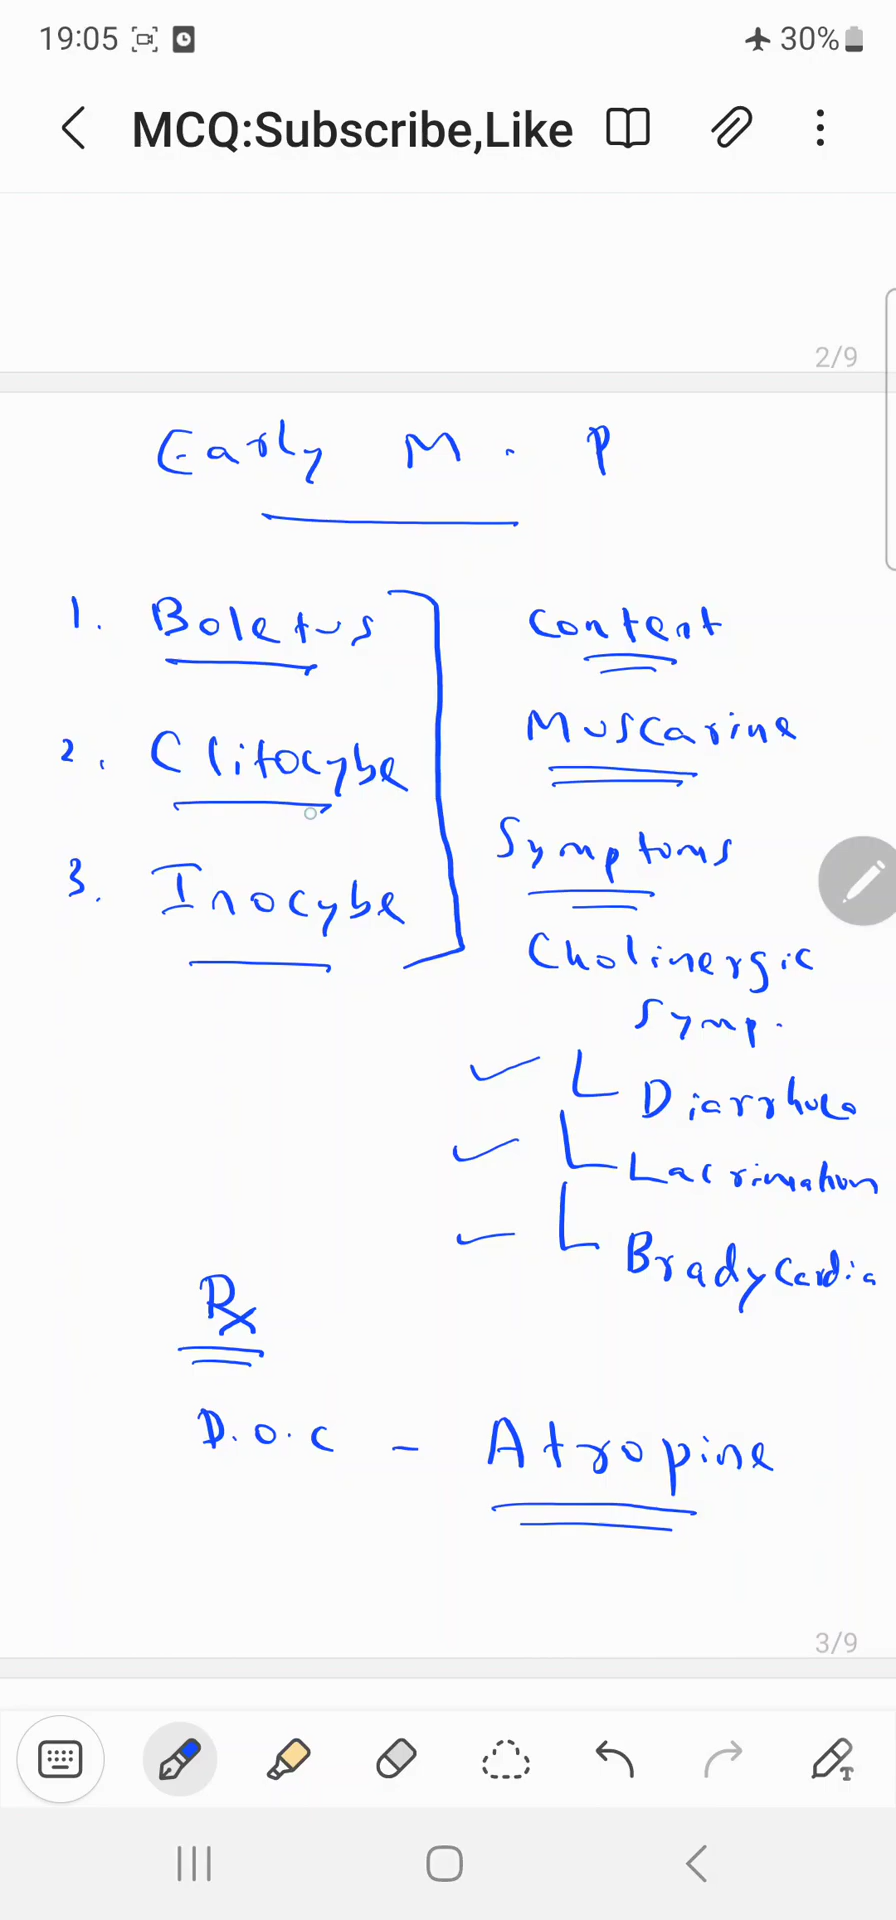 19:05 30%
MCQ:Subscribe,Like
2/9
Early M. P
1. Boletus
2. Clitocybe
3. Inocybe
Content
Muscarine
Symptoms
Cholinergic
Symp.
Diarrhoea
Lacrimation
Bradycardia
Rx
D.O.C - Atropine
3/9
T